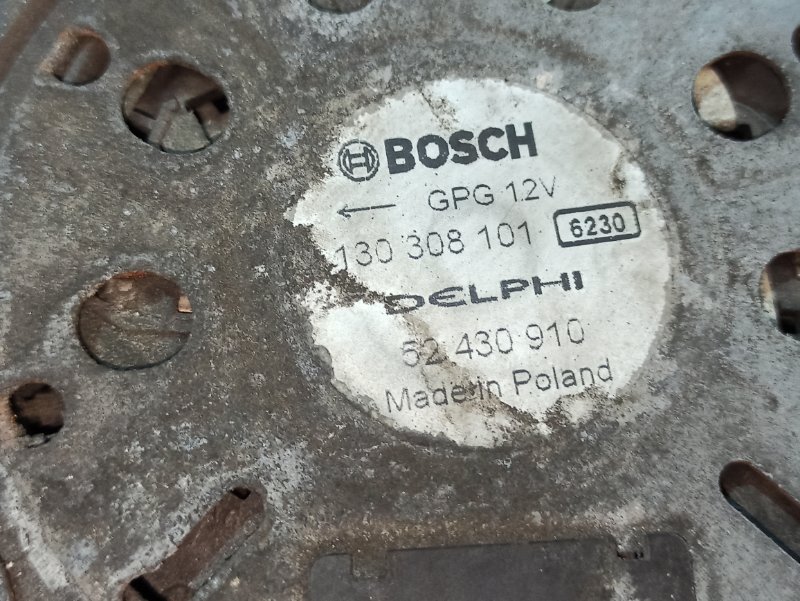 BOSCH
← GPG 12V
130 308 101 6230
DELPHI
52 430 910
Made in Poland